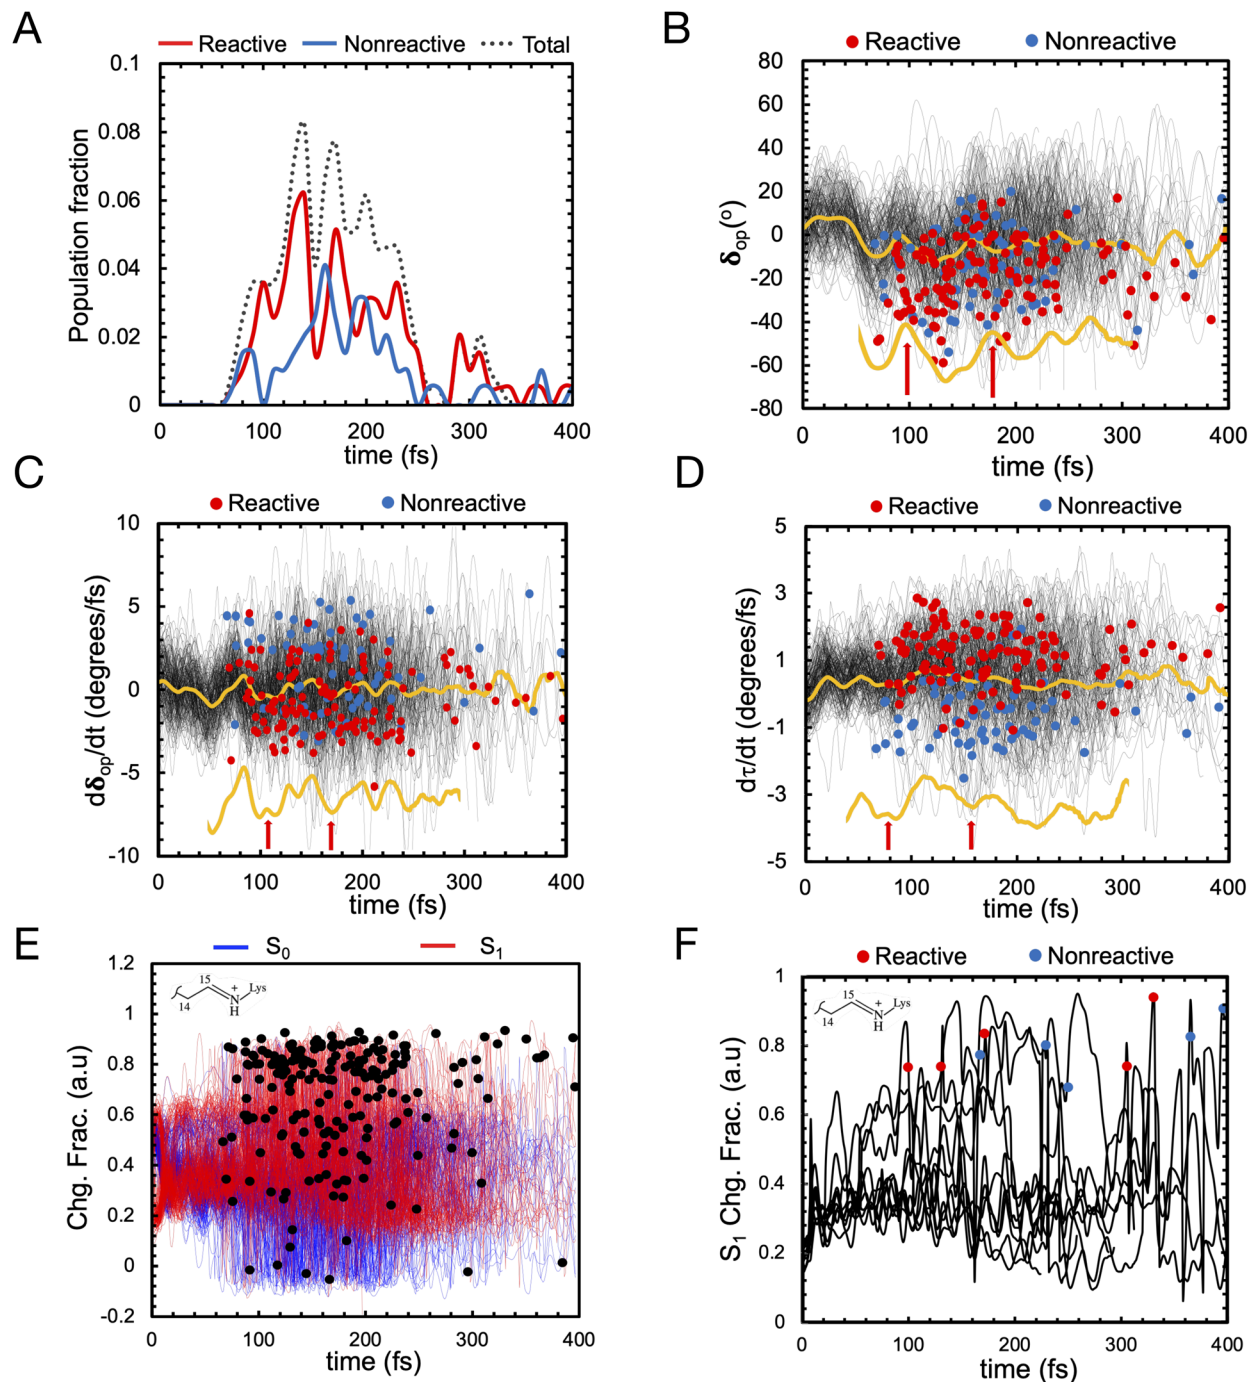 A
Reactive Nonreactive Total
0.1
0.08
0.06
0.04
0.02
0
Population fraction
100 200 300 400
time (fs)
B
Reactive Nonreactive
80
60
40
20
0
-20
-40
-60
-80
δop(°)
0 100 200 300 400
time (fs)
C
Reactive Nonreactive
10
5
0
-5
-10
dδop/dt (degrees/fs)
0 100 200 300 400
time (fs)
D
Reactive Nonreactive
5
3
1
-1
-3
-5
dτ/dt (degrees/fs)
0 100 200 300 400
time (fs)
E
S0 S1
1.2
1
0.8
0.6
0.4
0.2
0
-0.2
Chg. Frac. (a.u)
15
14
+
N
H
Lys
0 100 200 300 400
time (fs)
F
Reactive Nonreactive
1
0.8
0.6
0.4
0.2
0
S1 Chg. Frac. (a.u)
15
14
+
N
H
Lys
0 100 200 300 400
time (fs)